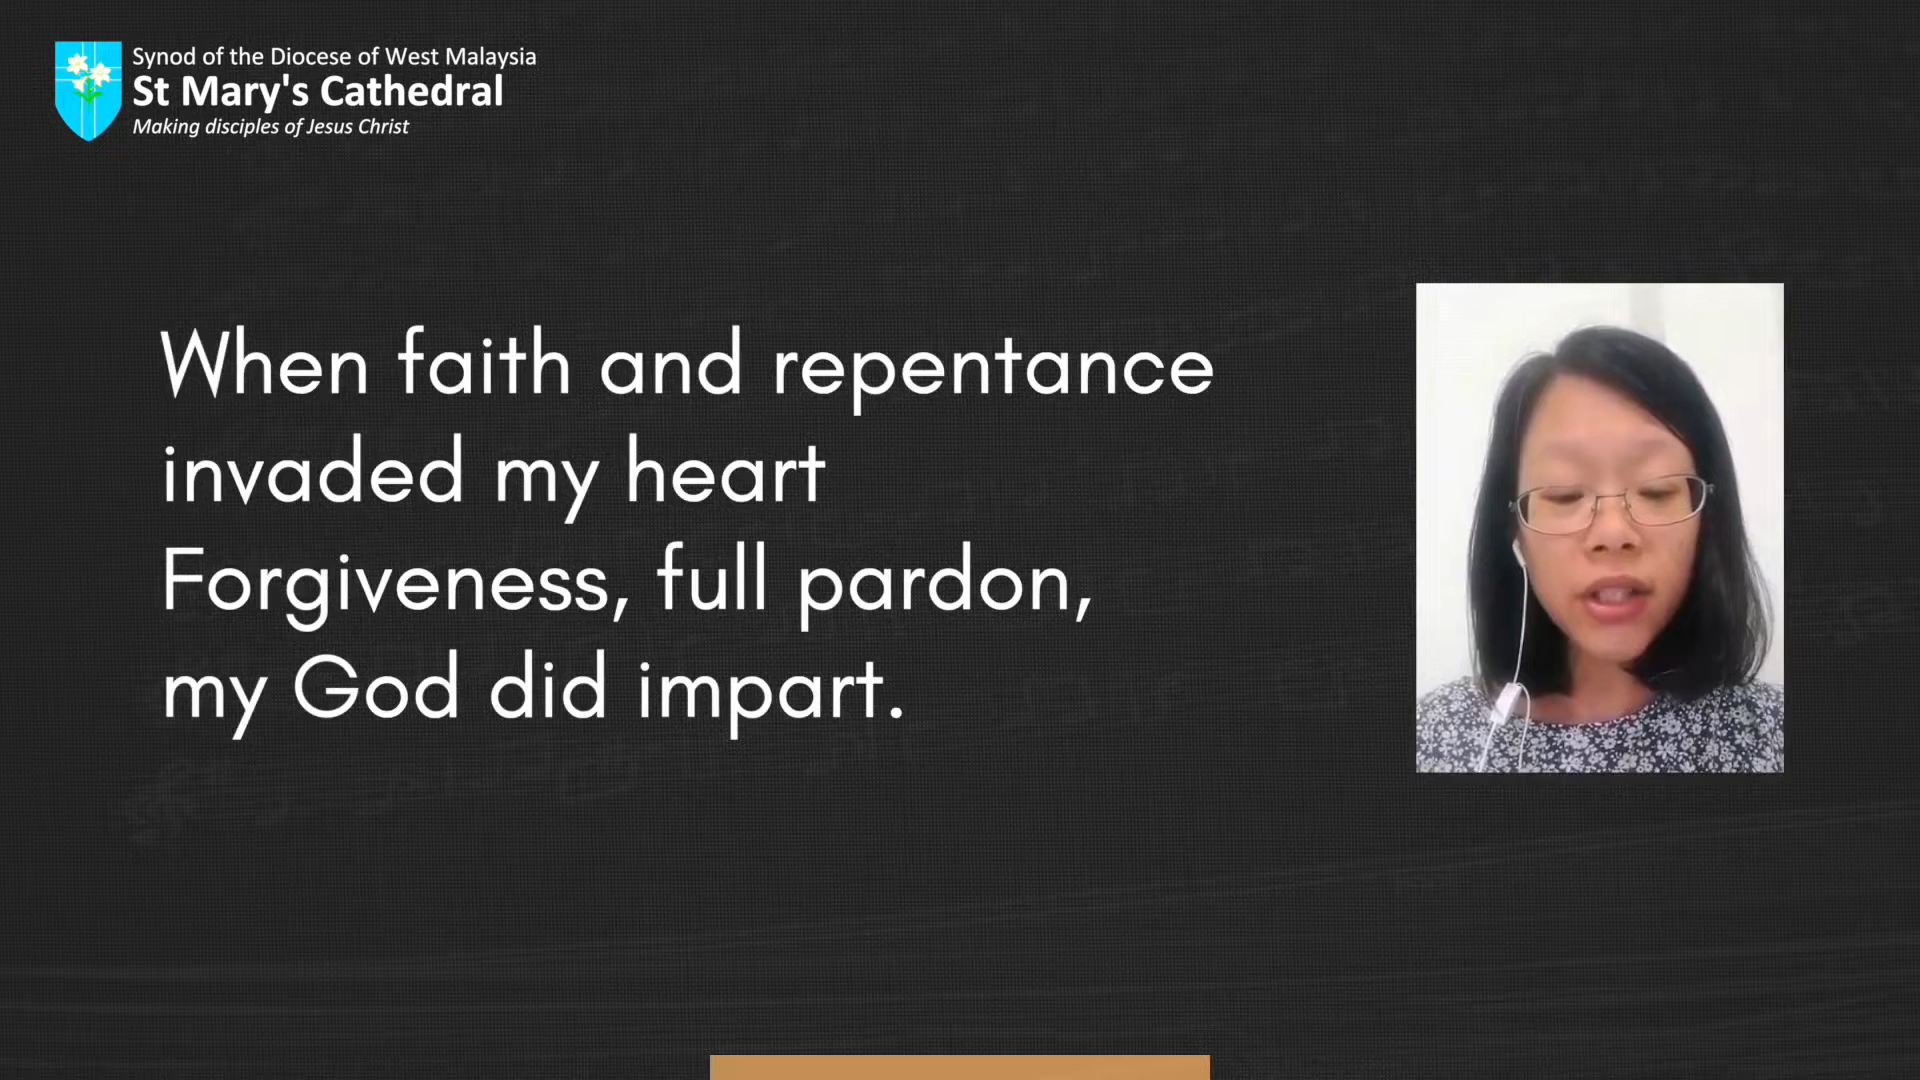 Synod of the Diocese of West Malaysia
St Mary's Cathedral
Making disciples of Jesus Christ
When faith and repentance
invaded my heart
Forgiveness, full pardon,
my God did impart.